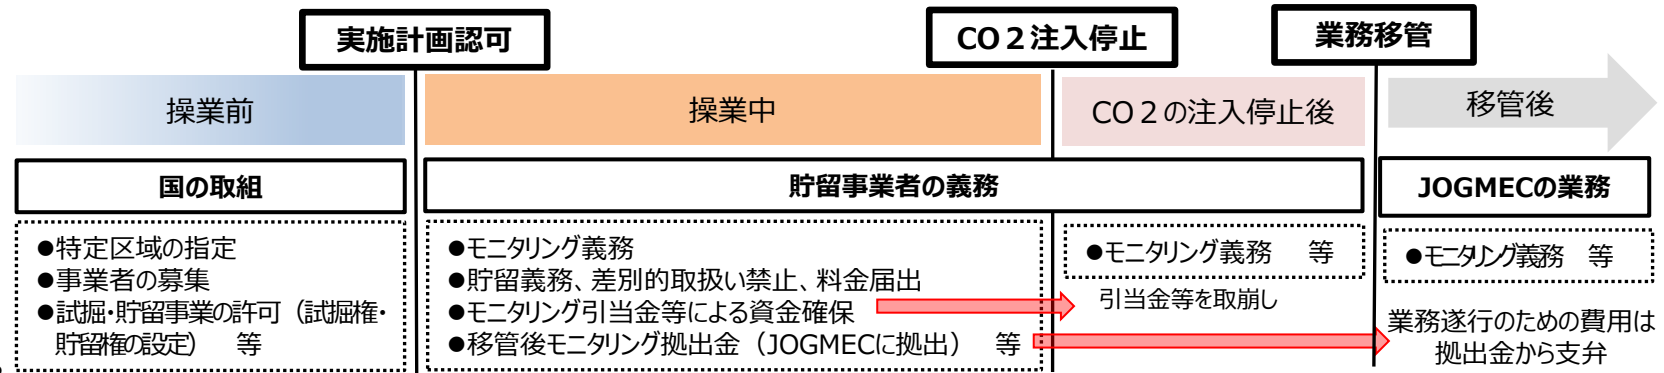 実施計画認可
CO２注入停止
業務移管
操業前
操業中
CO２の注入停止後
移管後
国の取組
貯留事業者の義務
JOGMECの業務
●特定区域の指定
●事業者の募集
●試掘・貯留事業の許可（試掘権・
貯留権の設定）　等
●モニタリング義務
●貯留義務、差別的取扱い禁止、料金届出
●モニタリング引当金等による資金確保
●移管後モニタリング拠出金（JOGMECに拠出）　等
●モニタリング義務　等
引当金等を取崩し
●モニタリング義務　等
業務遂行のための費用は
拠出金から支弁